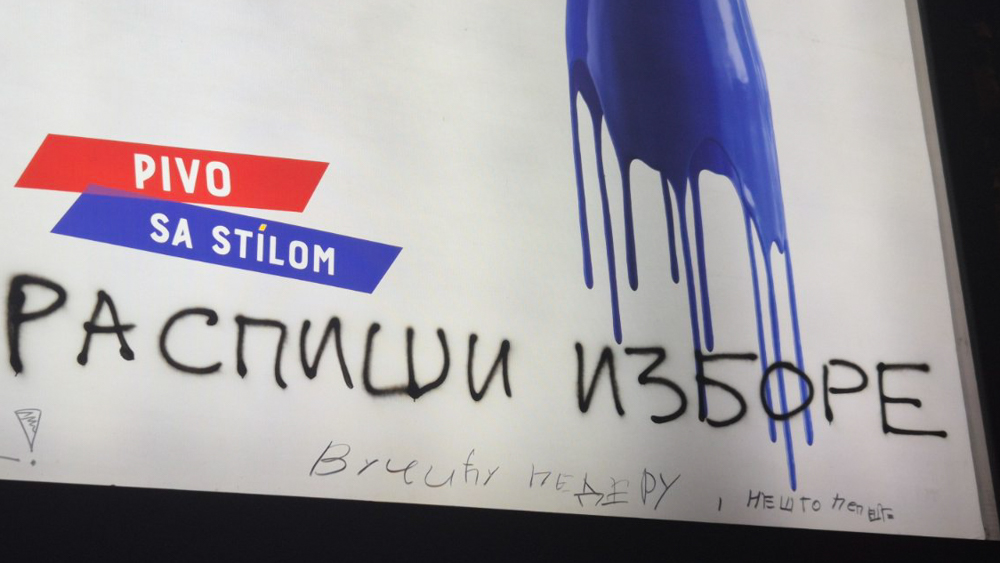 PIVO
SA STÍLOM
РАСПИШИ ИЗБОРЕ
Вучићу педеру , нешто